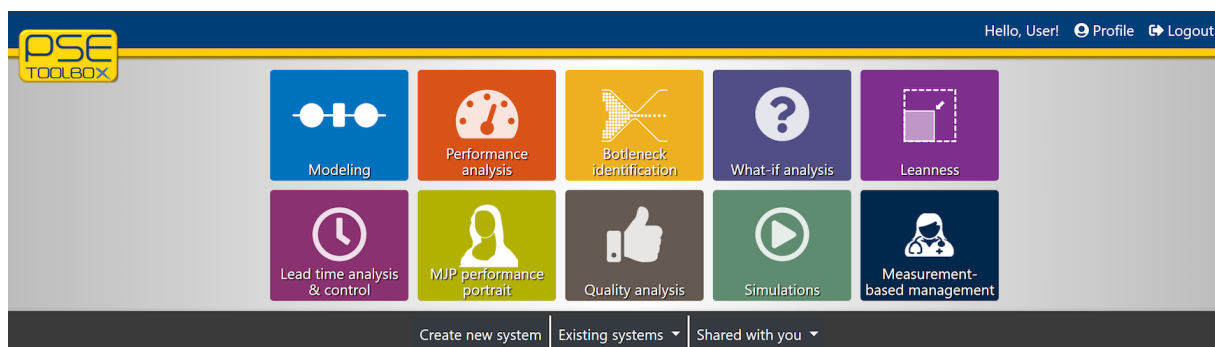 Hello, User! Profile Logout
PSE
TOOLBOX
Modeling
Performance
analysis
Botleneck
identification
What-if analysis
Leanness
Lead time analysis
& control
MJP performance
portrait
Quality analysis
Simulations
Measurement-
based management
Create new system
Existing systems
Shared with you